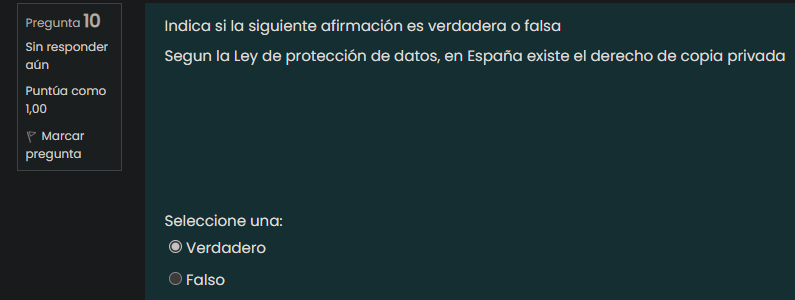 Pregunta 10
Sin responder
aún
Puntúa como
1,00
Marcar
pregunta
Indica si la siguiente afirmación es verdadera o falsa
Segun la Ley de protección de datos, en España existe el derecho de copia privada
Seleccione una:
Verdadero
Falso